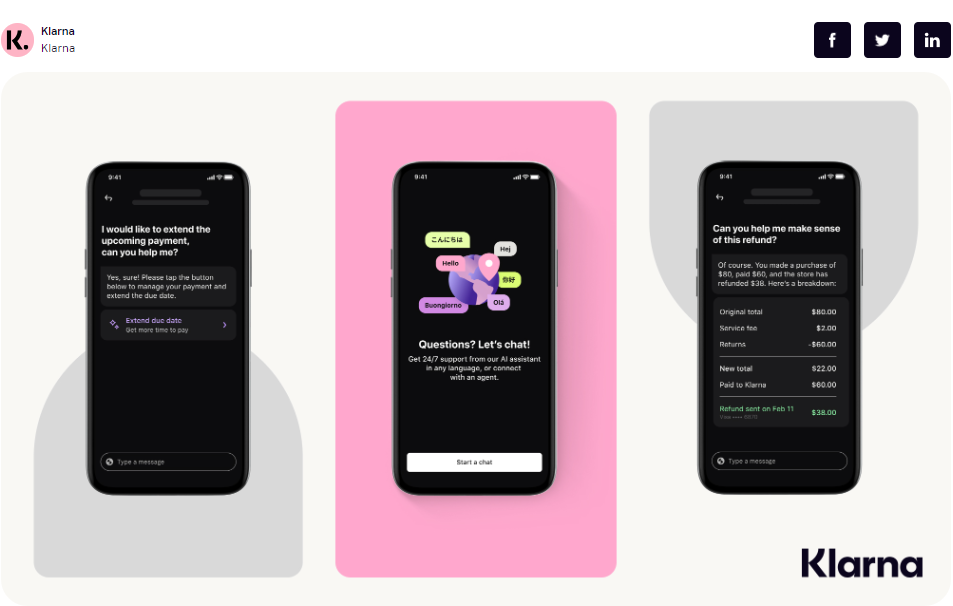 K.
Klarna
Klarna
f
in
9:41
I would like to extend the
upcoming payment,
can you help me?
Yes, sure! Please tap the button
below to manage your payment and
extend the due date.
Extend due date
Get more time to pay
Type a message
9:41
こんにちは
Hej
Hello
你好
Buongiorno
Olá
Questions? Let's chat!
Get 24/7 support from our AI assistant
in any language, or connect
with an agent.
Start a chat
9:41
Can you help me make sense
of this refund?
Of course. You made a purchase of
$80, paid $60, and the store has
refunded $38. Here's a breakdown:
Original total $80.00
Service fee $2.00
Returns -$60.00
New total $22.00
Paid to Klarna $60.00
Refund sent on Feb 11 $38.00
Type a message
Klarna